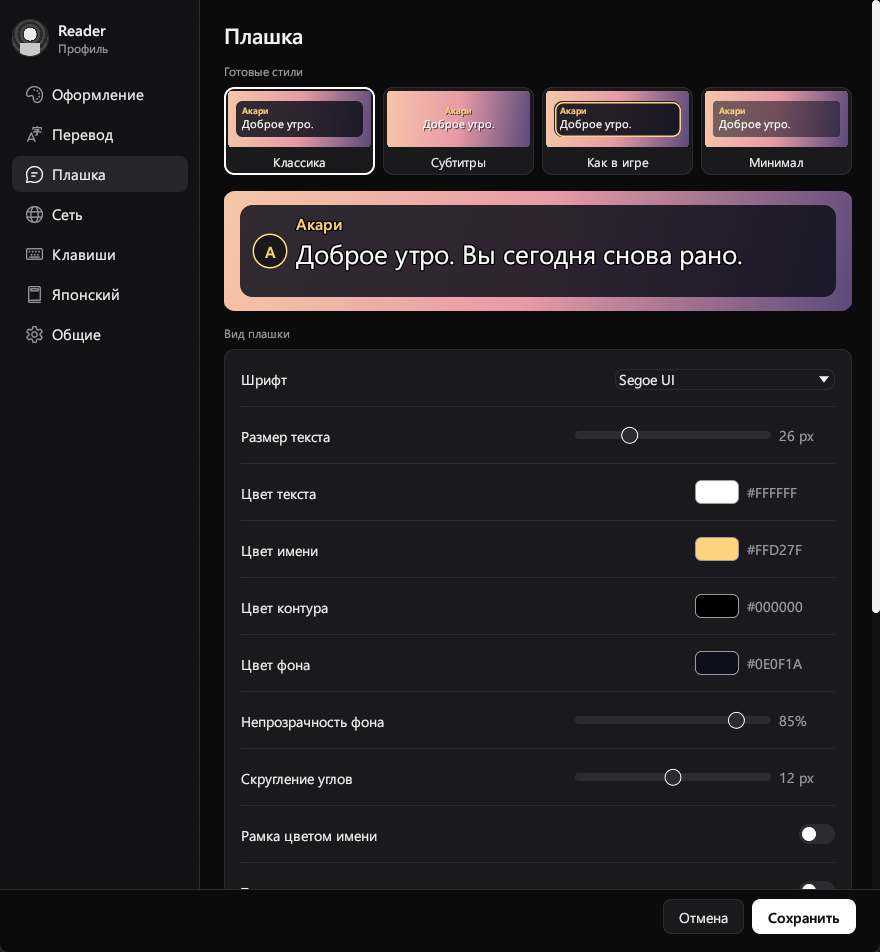 Reader
Профиль
Оформление
Перевод
Плашка
Сеть
Клавиши
Японский
Общие
Плашка
Готовые стили
Акари
Доброе утро.
Классика
Акари
Доброе утро.
Субтитры
Акари
Доброе утро.
Как в игре
Акари
Доброе утро.
Минимал
А
Акари
Доброе утро. Вы сегодня снова рано.
Вид плашки
Шрифт
Segoe UI
Размер текста
26 px
Цвет текста
#FFFFFF
Цвет имени
#FFD27F
Цвет контура
#000000
Цвет фона
#0E0F1A
Непрозрачность фона
85%
Скругление углов
12 px
Рамка цветом имени
Отмена
Сохранить